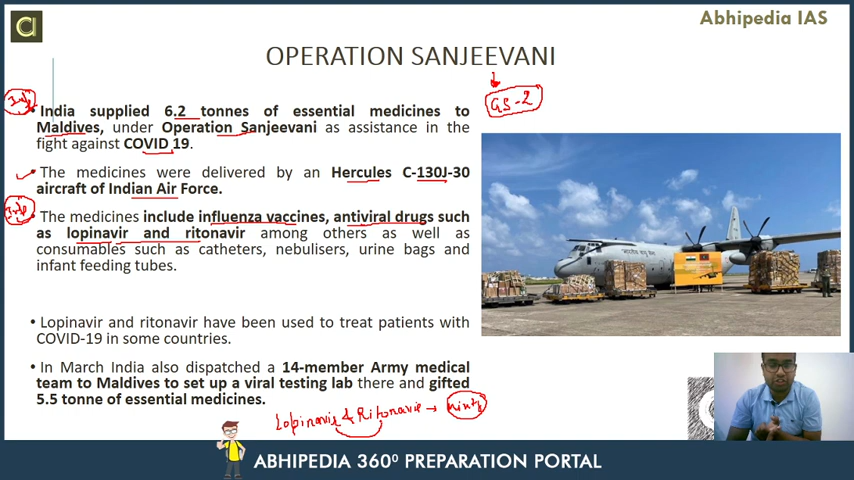 Abhipedia IAS
OPERATION SANJEEVANI
GS-2
• India supplied 6.2 tonnes of essential medicines to
Maldives, under Operation Sanjeevani as assistance in the
fight against COVID 19.
The medicines were delivered by an Hercules C-130J-30
aircraft of Indian Air Force.
• The medicines include influenza vaccines, antiviral drugs such
as lopinavir and ritonavir among others as well as
consumables such as catheters, nebulisers, urine bags and
infant feeding tubes.
• Lopinavir and ritonavir have been used to treat patients with
COVID-19 in some countries.
• In March India also dispatched a 14-member Army medical
team to Maldives to set up a viral testing lab there and gifted
5.5 tonne of essential medicines.
Lopinavir & Ritonavir →
भारतीय वायु सेना
ABHIPEDIA 360⁰ PREPARATION PORTAL